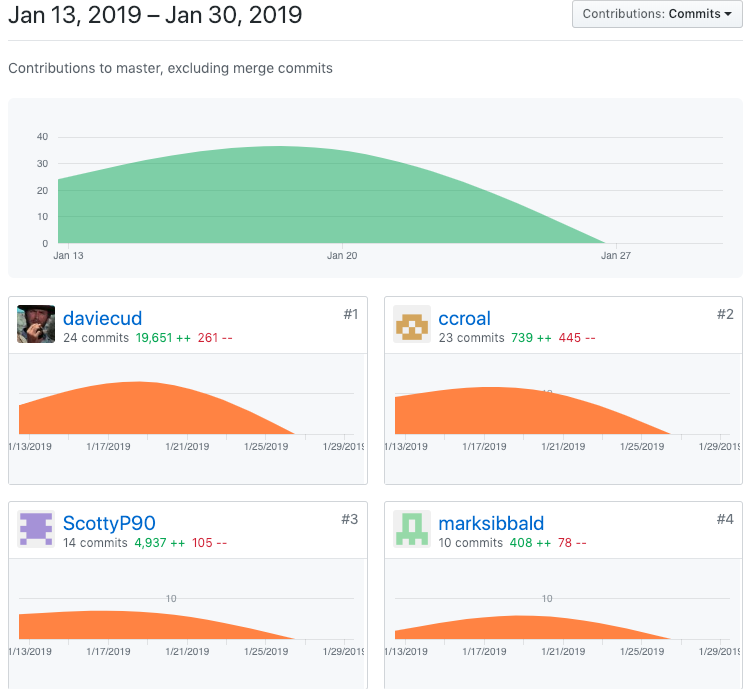 Jan 13, 2019 – Jan 30, 2019
Contributions: Commits
Contributions to master, excluding merge commits
40
30
20
10
0
Jan 13 Jan 20 Jan 27
daviecud #1
24 commits 19,651 ++ 261 --
1/13/2019 1/17/2019 1/21/2019 1/25/2019 1/29/2019
ccroal #2
23 commits 739 ++ 445 --
10
1/13/2019 1/17/2019 1/21/2019 1/25/2019 1/29/2019
ScottyP90 #3
14 commits 4,937 ++ 105 --
10
1/13/2019 1/17/2019 1/21/2019 1/25/2019 1/29/2019
marksibbald #4
10 commits 408 ++ 78 --
10
1/13/2019 1/17/2019 1/21/2019 1/25/2019 1/29/2019